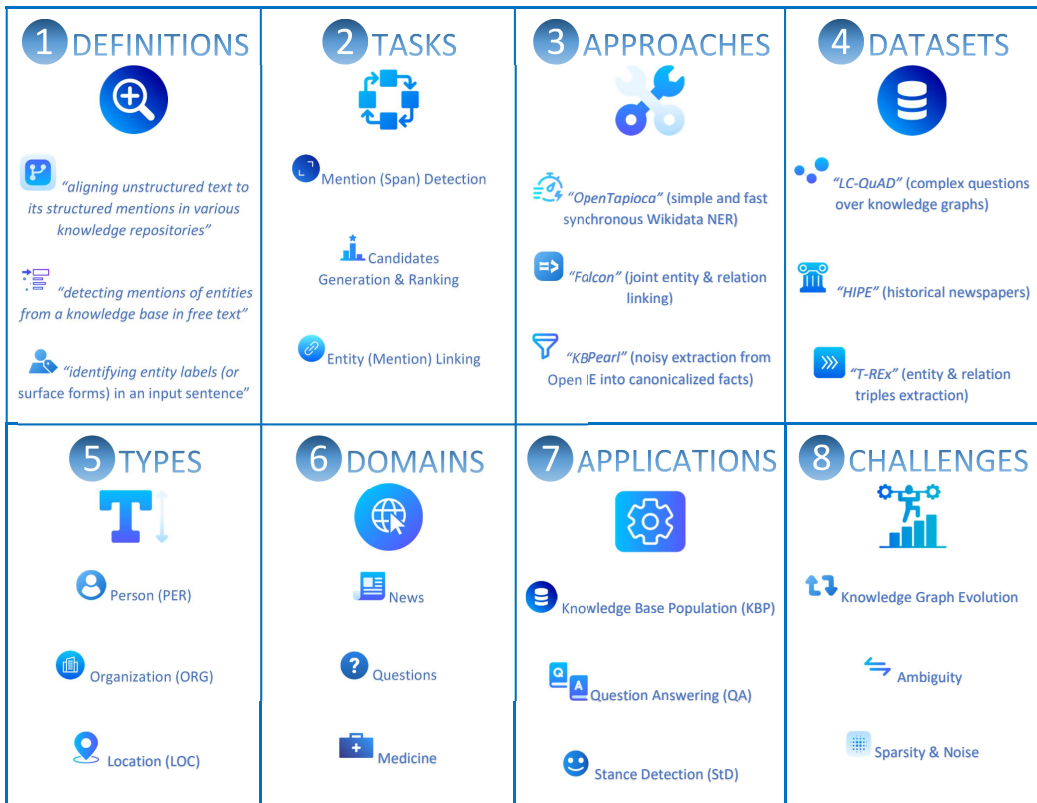 1 DEFINITIONS
"aligning unstructured text to
its structured mentions in various
knowledge repositories"
"detecting mentions of entities
from a knowledge base in free text"
"identifying entity labels (or
surface forms) in an input sentence"
2 TASKS
Mention (Span) Detection
Candidates
Generation & Ranking
Entity (Mention) Linking
3 APPROACHES
"OpenTapioca" (simple and fast
synchronous Wikidata NER)
=>
"Falcon" (joint entity & relation
linking)
"KBPearl" (noisy extraction from
Open IE into canonicalized facts)
4 DATASETS
"LC-QuAD" (complex questions
over knowledge graphs)
"HIPE" (historical newspapers)
"T-REx" (entity & relation
triples extraction)
5 TYPES
T
Person (PER)
Organization (ORG)
Location (LOC)
6 DOMAINS
News
?
Questions
Medicine
7 APPLICATIONS
Knowledge Base Population (KBP)
Q
A
Question Answering (QA)
Stance Detection (StD)
8 CHALLENGES
Knowledge Graph Evolution
Ambiguity
Sparsity & Noise